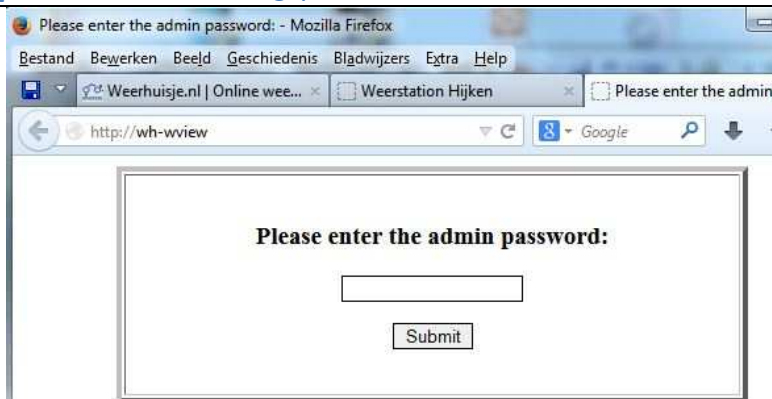 Please enter the admin password: - Mozilla Firefox
Bestand Bewerken Beeld Geschiedenis Bladwijzers Extra Help
Weerhuisje.nl | Online wee... × Weerstation Hijken × Please enter the admin
http://wh-wview Google
Please enter the admin password:
Submit